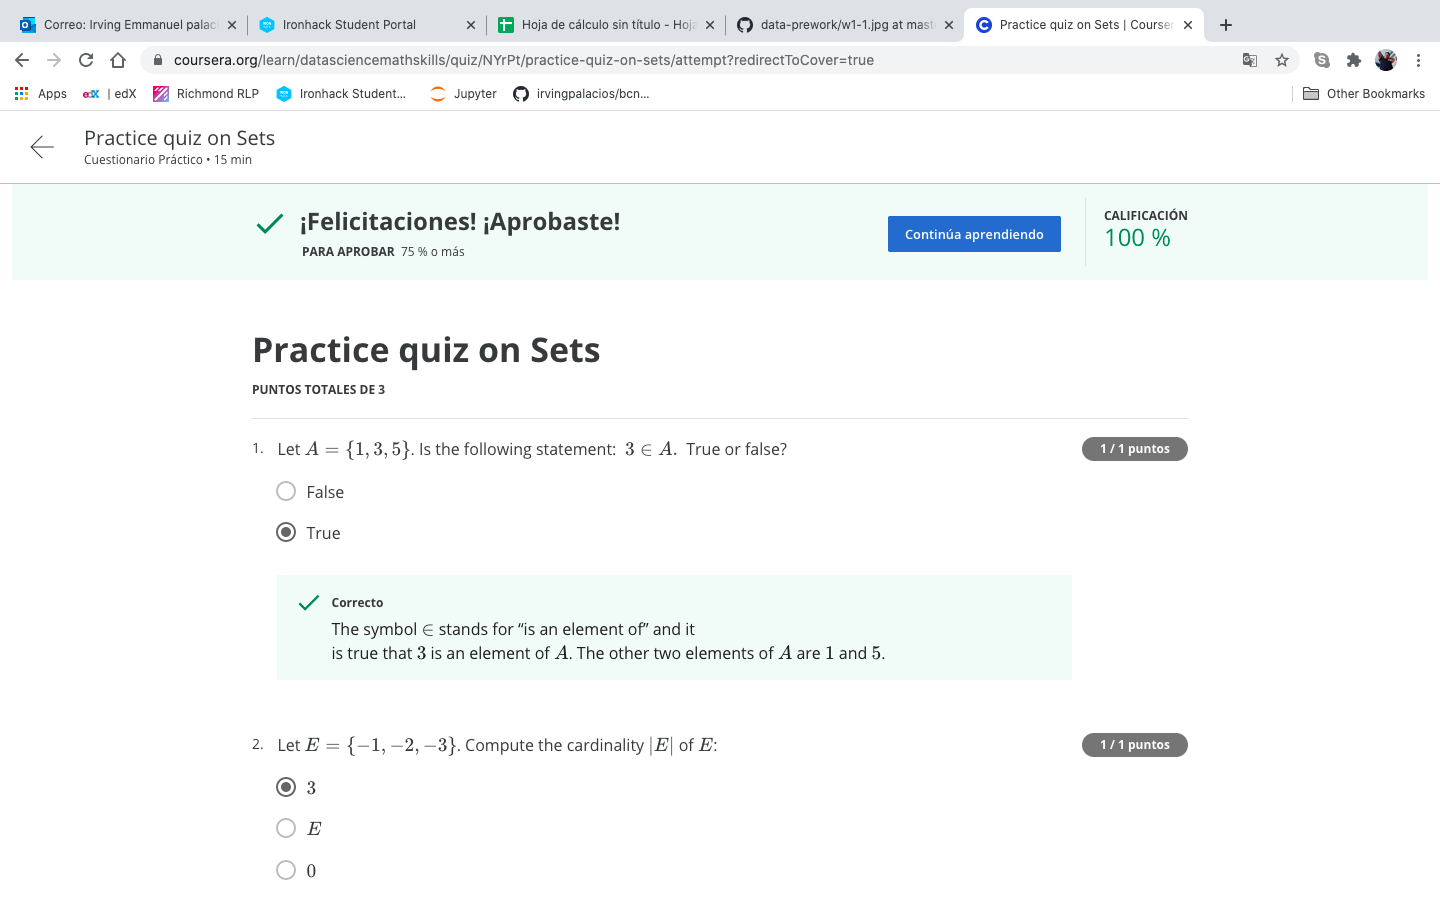 Correo: Irving Emmanuel palac
Ironhack Student Portal
Hoja de cálculo sin título - Hoja
data-prework/w1-1.jpg at mast
Practice quiz on Sets | Courser
coursera.org/learn/datasciencemathskills/quiz/NYrPt/practice-quiz-on-sets/attempt?redirectToCover=true
Apps
edX | edX
Richmond RLP
Ironhack Student...
Jupyter
irvingpalacios/bcn...
Other Bookmarks
Practice quiz on Sets
Cuestionario Práctico • 15 min
¡Felicitaciones! ¡Aprobaste!
PARA APROBAR 75 % o más
Continúa aprendiendo
CALIFICACIÓN
100 %
Practice quiz on Sets
PUNTOS TOTALES DE 3
1. Let A = {1, 3, 5}. Is the following statement: 3 ∈ A. True or false?
1 / 1 puntos
False
True
Correcto
The symbol ∈ stands for “is an element of” and it
is true that 3 is an element of A. The other two elements of A are 1 and 5.
2. Let E = {−1, −2, −3}. Compute the cardinality |E| of E:
1 / 1 puntos
3
E
0